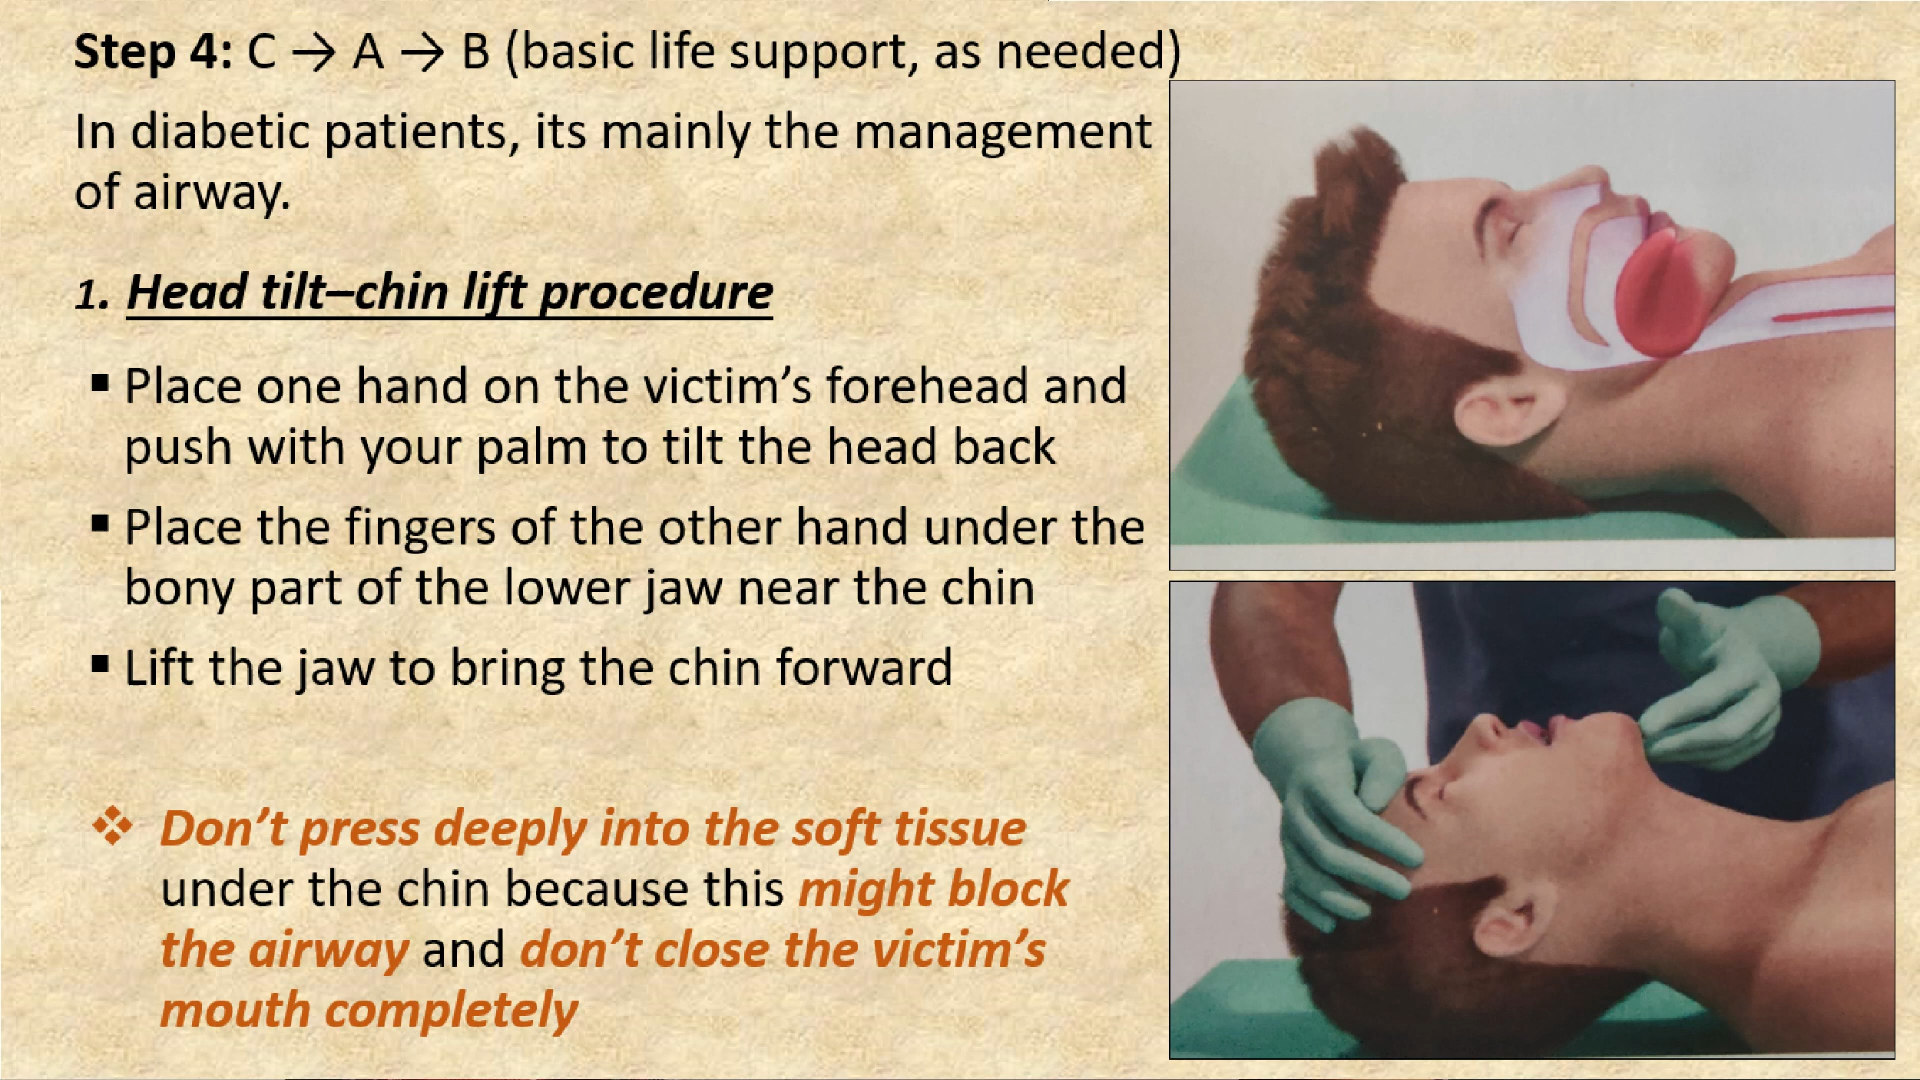 Step 4: C → A → B (basic life support, as needed)
In diabetic patients, its mainly the management
of airway.
1. Head tilt–chin lift procedure
▪ Place one hand on the victim’s forehead and
push with your palm to tilt the head back
▪ Place the fingers of the other hand under the
bony part of the lower jaw near the chin
▪ Lift the jaw to bring the chin forward
❖ Don’t press deeply into the soft tissue
under the chin because this might block
the airway and don’t close the victim’s
mouth completely